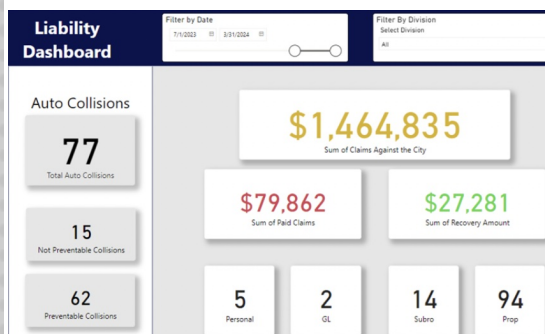 Liability
Dashboard
Filter by Date
7/1/2023
3/31/2024
Filter By Division
Select Division
All
Auto Collisions
77
Total Auto Collisions
15
Not Preventable Collisions
62
Preventable Collisions
$1,464,835
Sum of Claims Against the City
$79,862
Sum of Paid Claims
$27,281
Sum of Recovery Amount
5
Personal
2
GL
14
Subro
94
Prop